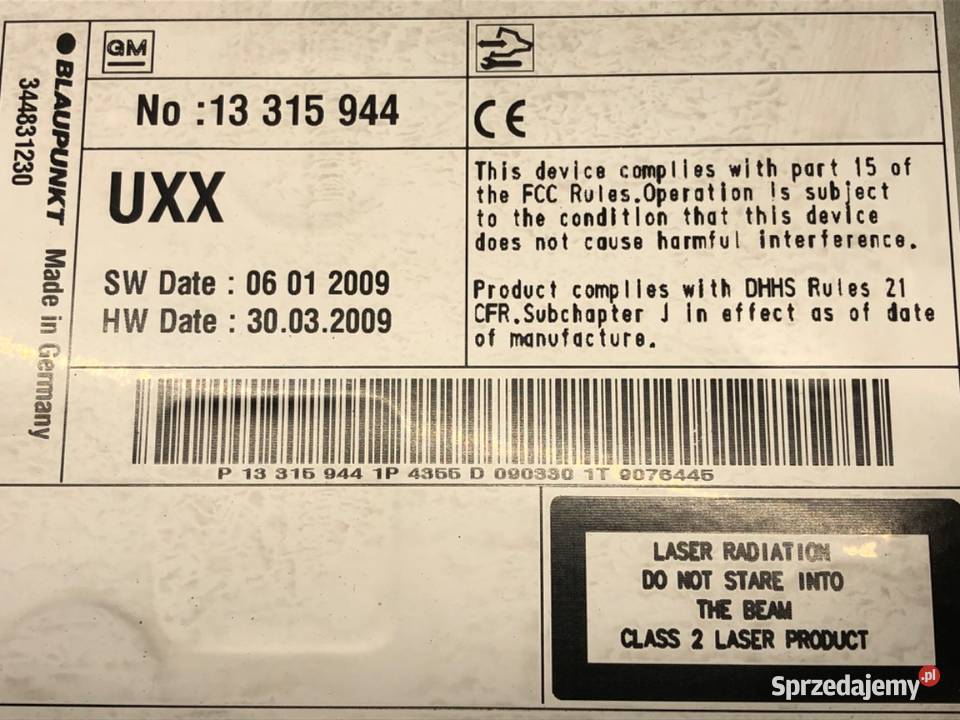 BLAUPUNKT Made in Germany
344831230
GM
No :13 315 944
UXX
SW Date : 06 01 2009
HW Date : 30.03.2009
CE
This device complies with part 15 of
the FCC Rules.Operation is subject
to the condition that this device
does not cause harmful interference.
Product complies with DHHS Rules 21
CFR.Subchapter J in effect as of date
of manufacture.
P 13 315 944 1P 4355 D 090330 1T 9076445
LASER RADIATION
DO NOT STARE INTO
THE BEAM
CLASS 2 LASER PRODUCT
Sprzedajemy.pl